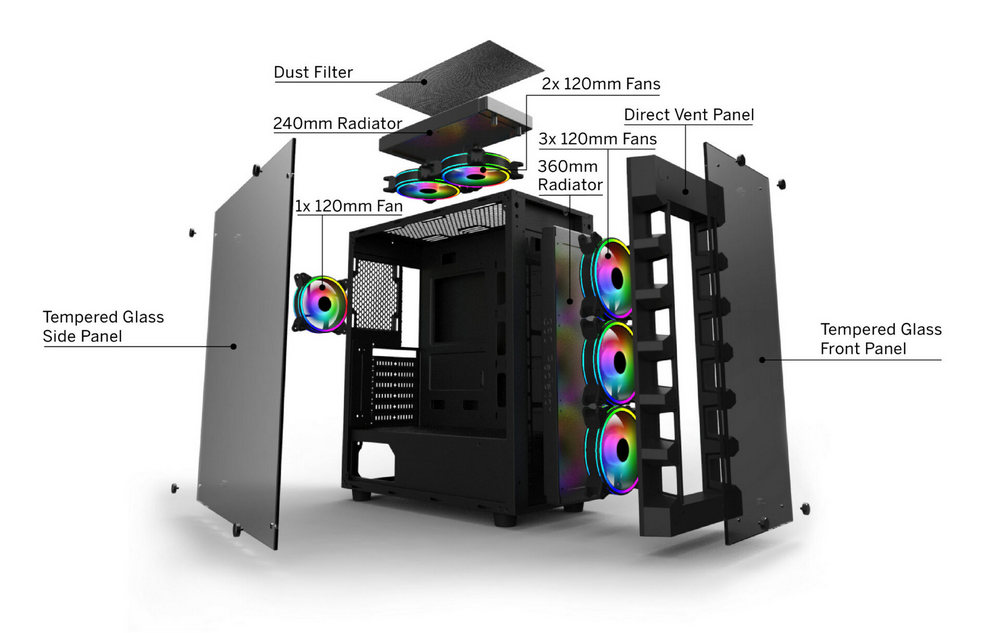 Dust Filter
2x 120mm Fans
240mm Radiator
Direct Vent Panel
3x 120mm Fans
360mm
Radiator
1x 120mm Fan
Tempered Glass
Side Panel
Tempered Glass
Front Panel